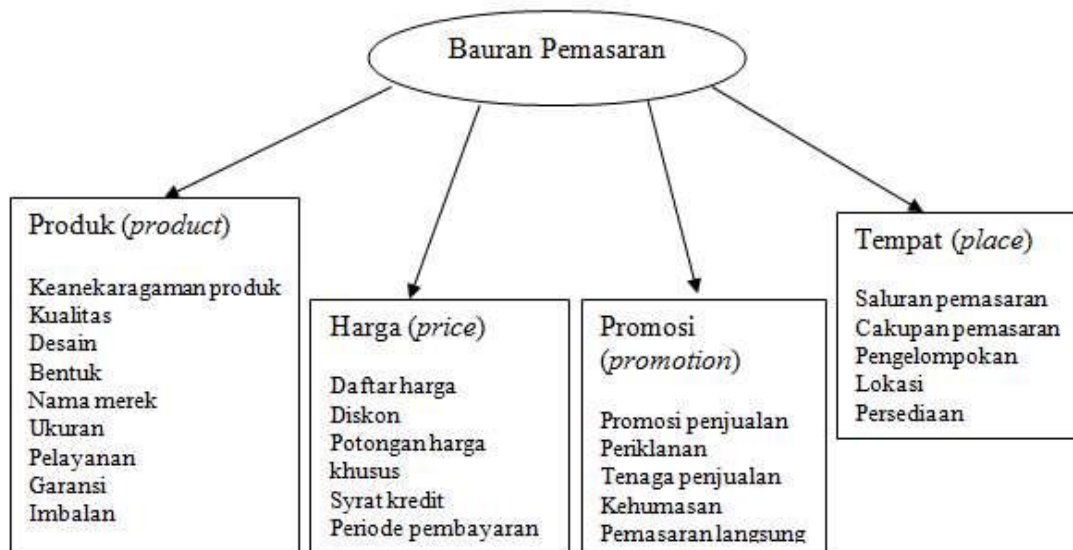 Bauran Pemasaran
Produk (product)
Keanekaragaman produk
Kualitas
Desain
Bentuk
Nama merek
Ukuran
Pelayanan
Garansi
Imbalan
Harga (price)
Daftar harga
Diskon
Potongan harga
khusus
Syrat kredit
Periode pembayaran
Promosi
(promotion)
Promosi penjualan
Periklanan
Tenaga penjualan
Kehumasan
Pemasaran langsung
Tempat (place)
Saluran pemasaran
Cakupan pemasaran
Pengelompokan
Lokasi
Persediaan